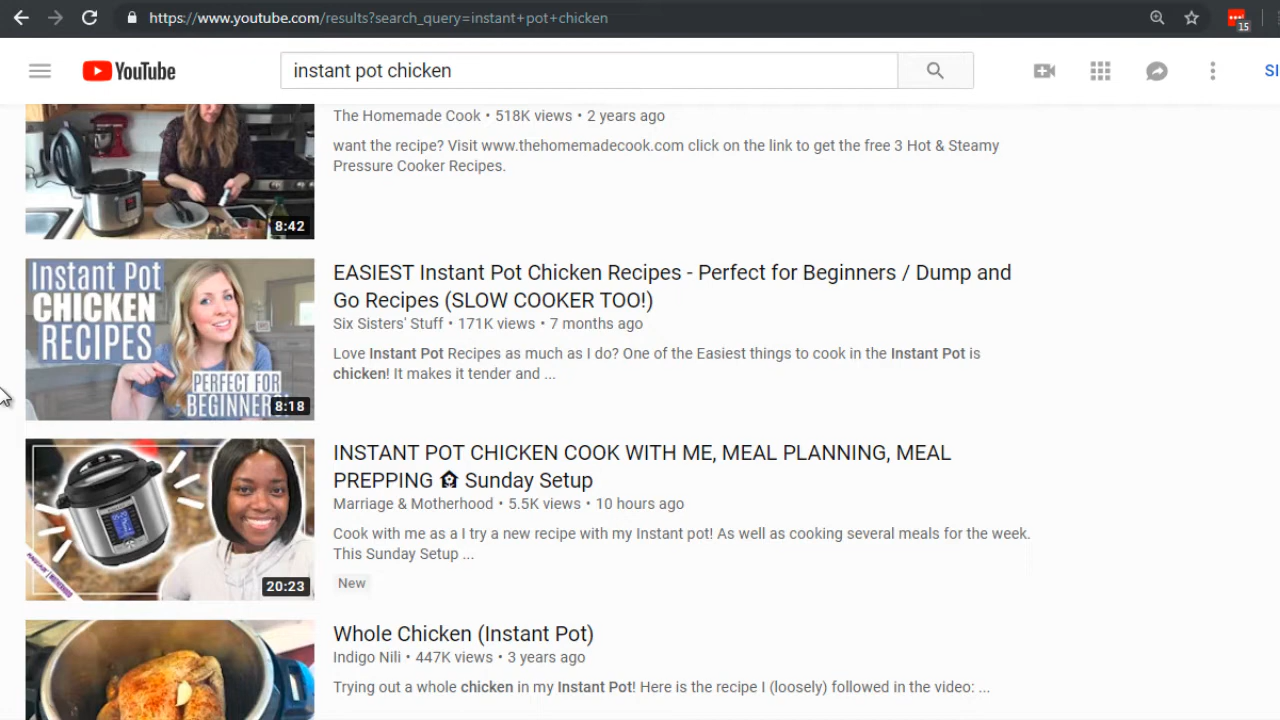 https://www.youtube.com/results?search_query=instant+pot+chicken
15
YouTube
instant pot chicken
SI
The Homemade Cook • 518K views • 2 years ago
want the recipe? Visit www.thehomemadecook.com click on the link to get the free 3 Hot & Steamy
Pressure Cooker Recipes.
8:42
Instant Pot
CHICKEN
RECIPES
PERFECT FOR
BEGINNERS
8:18
EASIEST Instant Pot Chicken Recipes - Perfect for Beginners / Dump and
Go Recipes (SLOW COOKER TOO!)
Six Sisters' Stuff • 171K views • 7 months ago
Love Instant Pot Recipes as much as I do? One of the Easiest things to cook in the Instant Pot is
chicken! It makes it tender and ...
20:23
INSTANT POT CHICKEN COOK WITH ME, MEAL PLANNING, MEAL
PREPPING 🏠 Sunday Setup
Marriage & Motherhood • 5.5K views • 10 hours ago
Cook with me as a I try a new recipe with my Instant pot! As well as cooking several meals for the week.
This Sunday Setup ...
New
Whole Chicken (Instant Pot)
Indigo Nili • 447K views • 3 years ago
Trying out a whole chicken in my Instant Pot! Here is the recipe I (loosely) followed in the video: ...